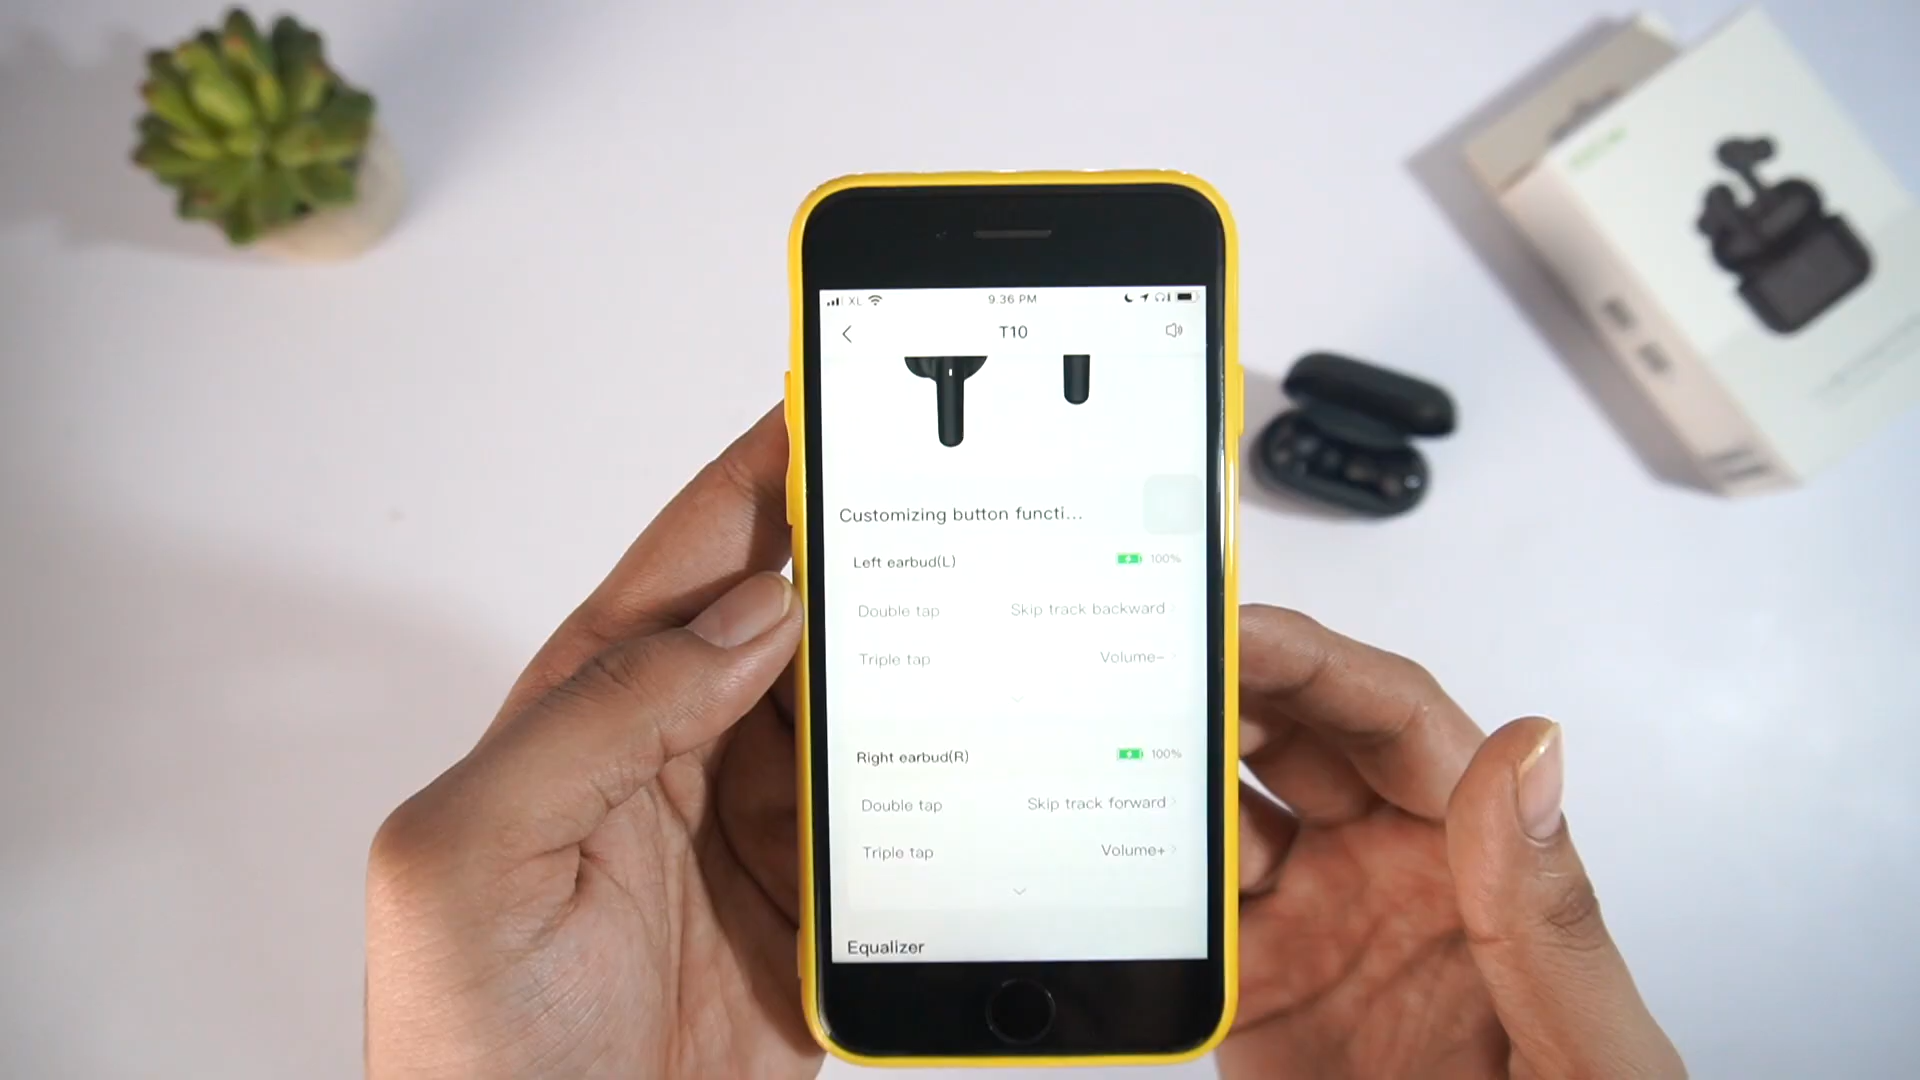 XL 9.36 PM
T10
Customizing button functi...
Left earbud(L) 100%
Double tap Skip track backward
Triple tap Volume-
Right earbud(R) 100%
Double tap Skip track forward
Triple tap Volume+
Equalizer